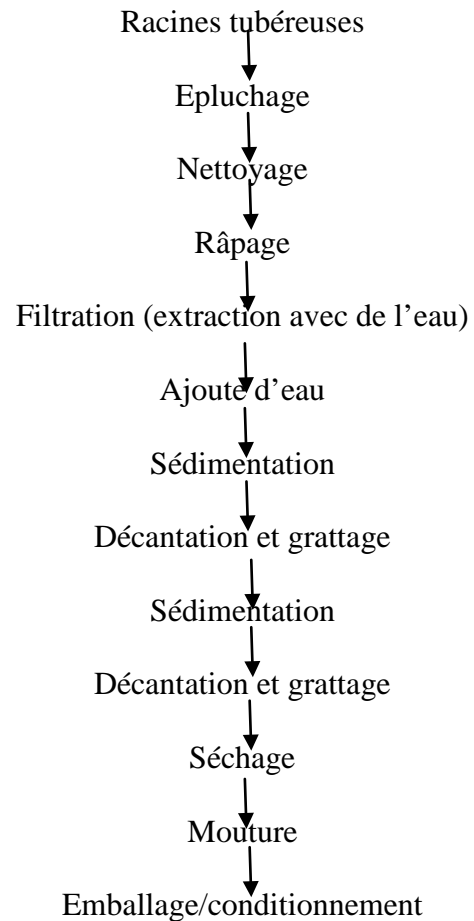 Racines tubéreuses
Epluchage
Nettoyage
Râpage
Filtration (extraction avec de l’eau)
Ajoute d’eau
Sédimentation
Décantation et grattage
Sédimentation
Décantation et grattage
Séchage
Mouture
Emballage/conditionnement